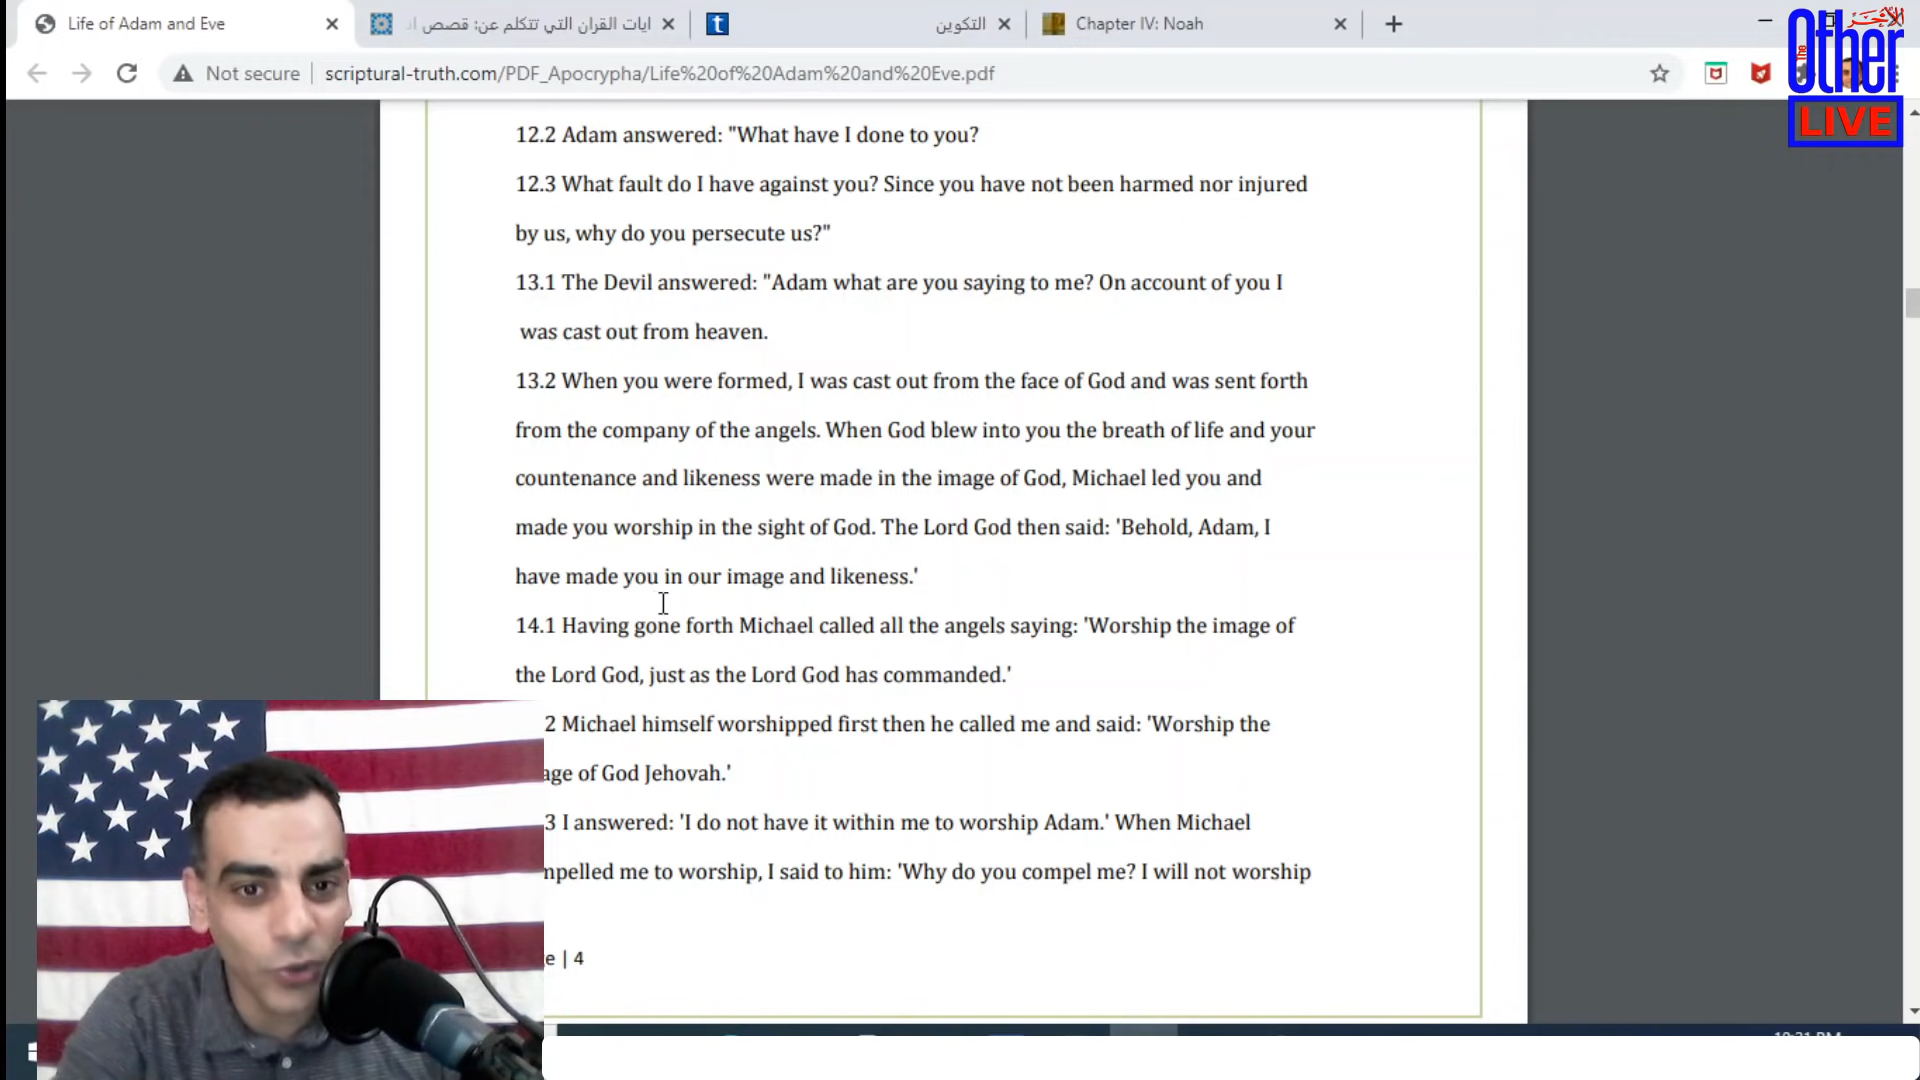 Life of Adam and Eve
ايات القران التي تتكلم عن: قصص
التكوين
Chapter IV: Noah
Not secure
scriptural-truth.com/PDF_Apocrypha/Life%20of%20Adam%20and%20Eve.pdf
الآخر
the
Other
LIVE
12.2 Adam answered: "What have I done to you?
12.3 What fault do I have against you? Since you have not been harmed nor injured
by us, why do you persecute us?"
13.1 The Devil answered: "Adam what are you saying to me? On account of you I
was cast out from heaven.
13.2 When you were formed, I was cast out from the face of God and was sent forth
from the company of the angels. When God blew into you the breath of life and your
countenance and likeness were made in the image of God, Michael led you and
made you worship in the sight of God. The Lord God then said: 'Behold, Adam, I
have made you in our image and likeness.'
14.1 Having gone forth Michael called all the angels saying: 'Worship the image of
the Lord God, just as the Lord God has commanded.'
2 Michael himself worshipped first then he called me and said: 'Worship the
age of God Jehovah.'
3 I answered: 'I do not have it within me to worship Adam.' When Michael
mpelled me to worship, I said to him: 'Why do you compel me? I will not worship
e | 4